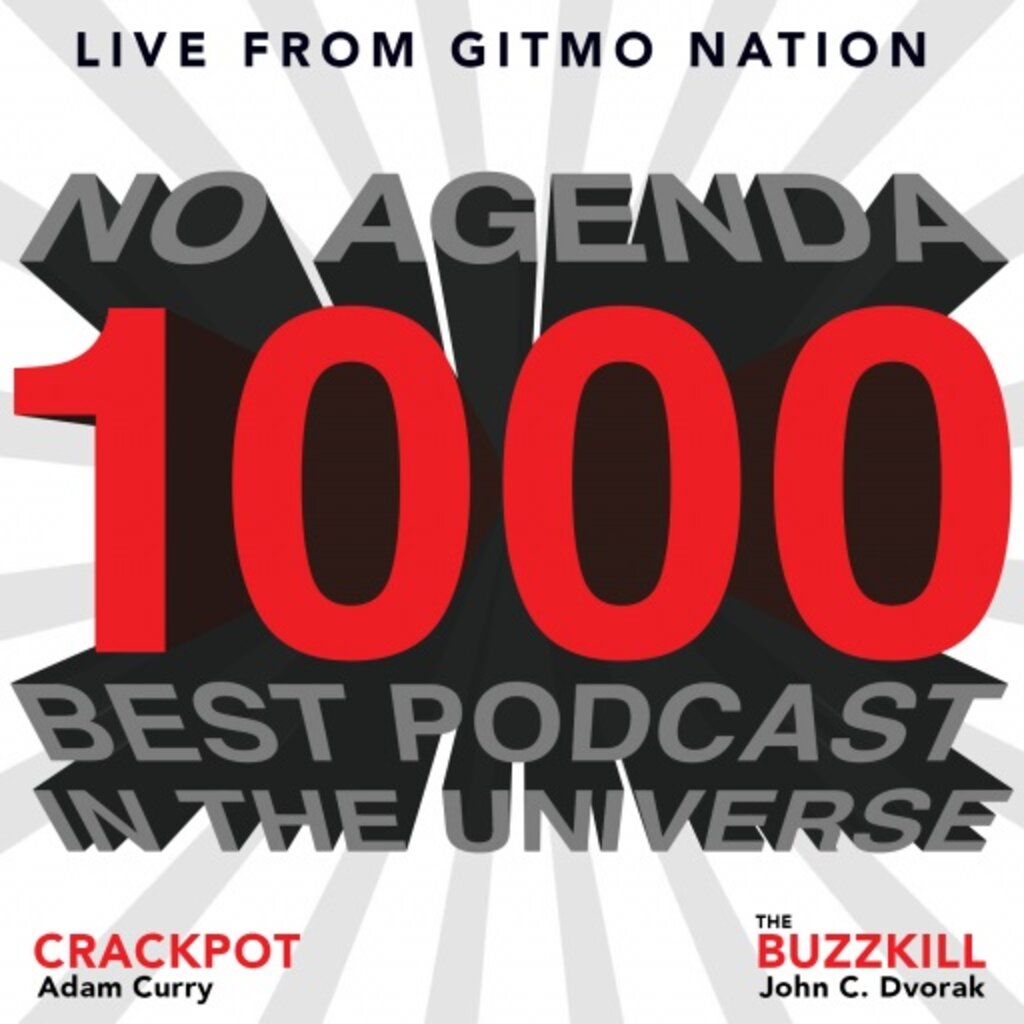 LIVE FROM GITMO NATION
NO AGENDA
1000
BEST PODCAST
IN THE UNIVERSE
CRACKPOT
Adam Curry
THE
BUZZKILL
John C. Dvorak